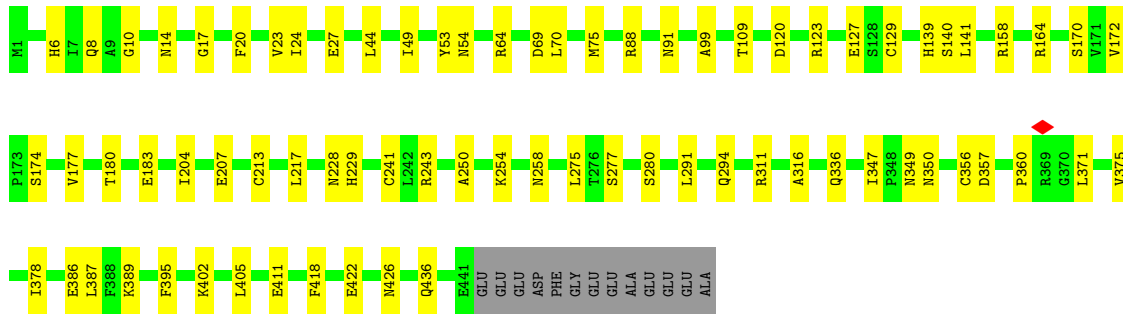 M1 H6 I7 Q8 A9 G10 N14 G17 F20 V23 I24 E27 L44 I49 Y53 N54 R64 D69 L70 M75 R88 N91 A99 T109 D120 R123 E127 S128 C129 H139 S140 L141 R158 R164 S170 V171 V172
P173 S174 V177 T180 E183 I204 E207 C213 L217 N228 H229 C241 L242 R243 A250 K254 N258 L275 T276 S277 S280 L291 Q294 R311 A316 Q336 I347 P348 N349 N350 C356 D357 P360 R369 G370 L371 V375
I378 E386 L387 F388 K389 F395 K402 L405 E411 F418 E422 N426 Q436 E441 GLU GLU GLU ASP PHE GLY GLU GLU ALA GLU GLU GLU ALA